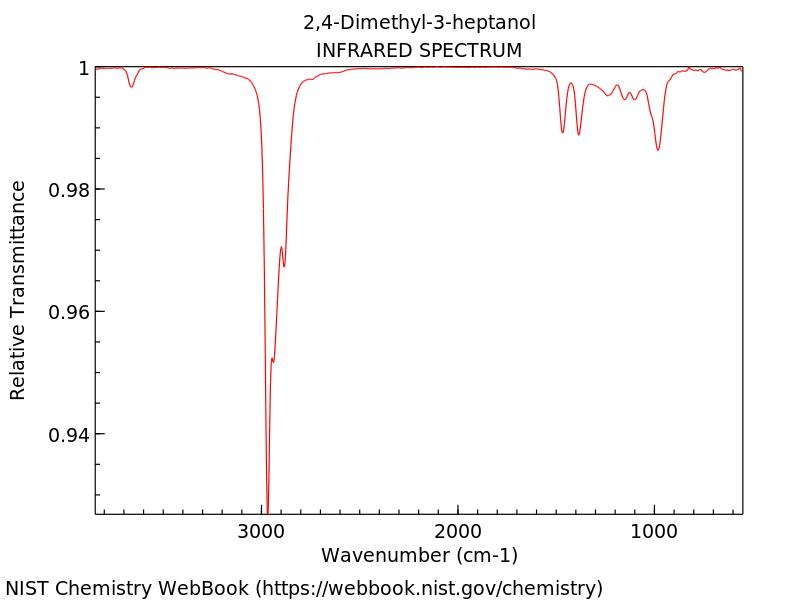 2,4-Dimethyl-3-heptanol
INFRARED SPECTRUM
1
0.98
0.96
0.94
Relative Transmittance
3000 2000 1000
Wavenumber (cm-1)
NIST Chemistry WebBook (https://webbook.nist.gov/chemistry)